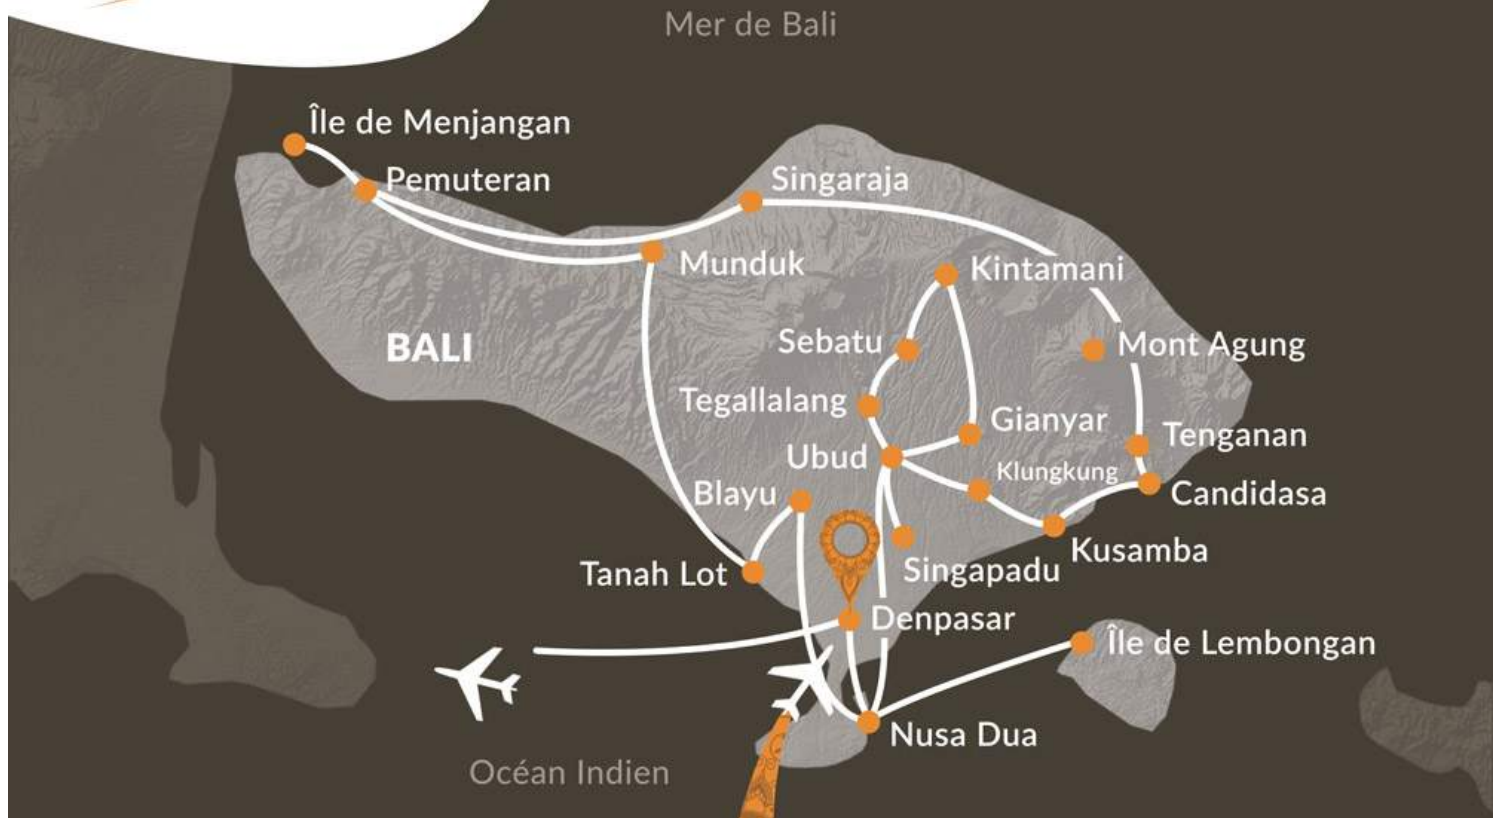 Mer de Bali
Île de Menjangan
Pemuteran
Singaraja
Munduk
Kintamani
BALI
Sebatu
Mont Agung
Tegallalang
Gianyar
Tenganan
Ubud
Klungkung
Blayu
Candidasa
Kusamba
Tanah Lot
Singapadu
Denpasar
Île de Lembongan
Nusa Dua
Océan Indien